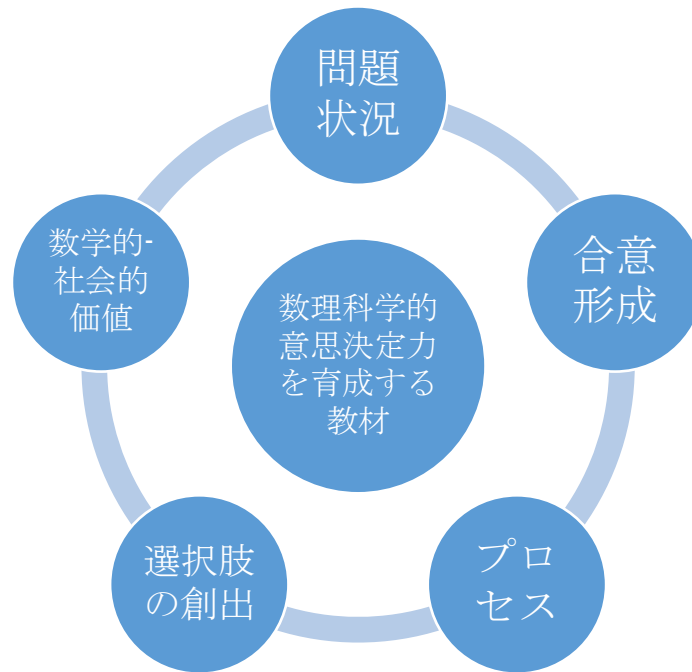 問題
状況
合意
形成
プロ
セス
選択肢
の創出
数学的-
社会的
価値
数理科学的
意思決定力
を育成する
教材